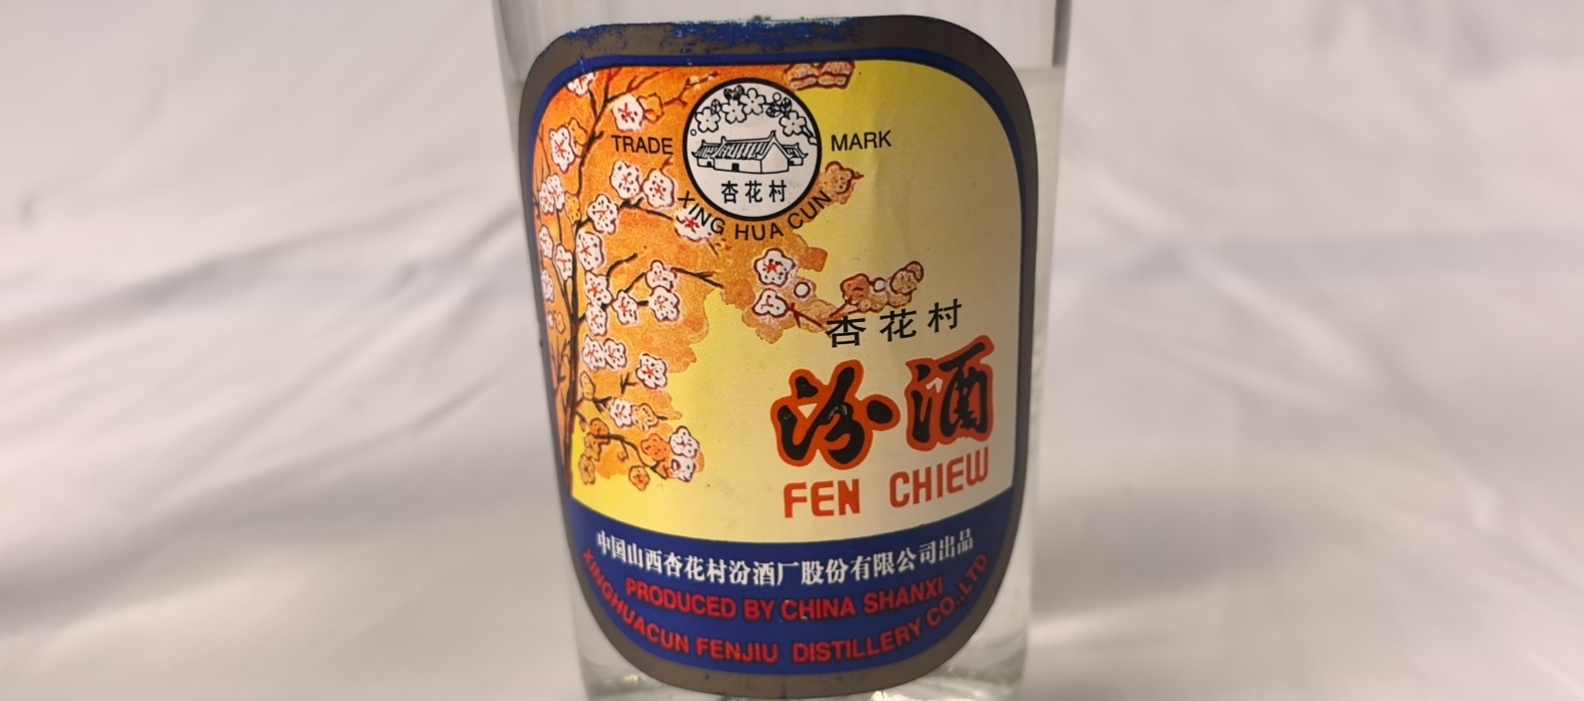 TRADE MARK
杏花村
XING HUA CUN
杏花村
汾酒
FEN CHIEW
中国山西杏花村汾酒厂股份有限公司出品
PRODUCED BY CHINA SHANXI
XINGHUACUN FENJIU DISTILLERY CO.,LTD